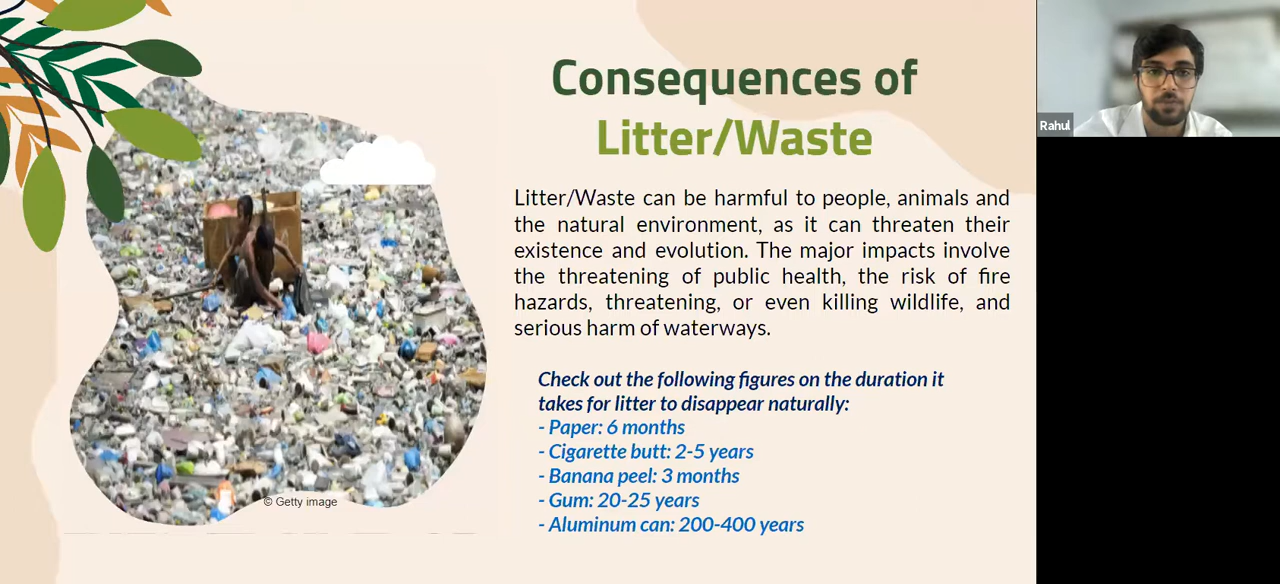 Consequences of
Litter/Waste
Litter/Waste can be harmful to people, animals and
the natural environment, as it can threaten their
existence and evolution. The major impacts involve
the threatening of public health, the risk of fire
hazards, threatening, or even killing wildlife, and
serious harm of waterways.
Check out the following figures on the duration it
takes for litter to disappear naturally:
- Paper: 6 months
- Cigarette butt: 2-5 years
- Banana peel: 3 months
- Gum: 20-25 years
- Aluminum can: 200-400 years
© Getty image
Rahul